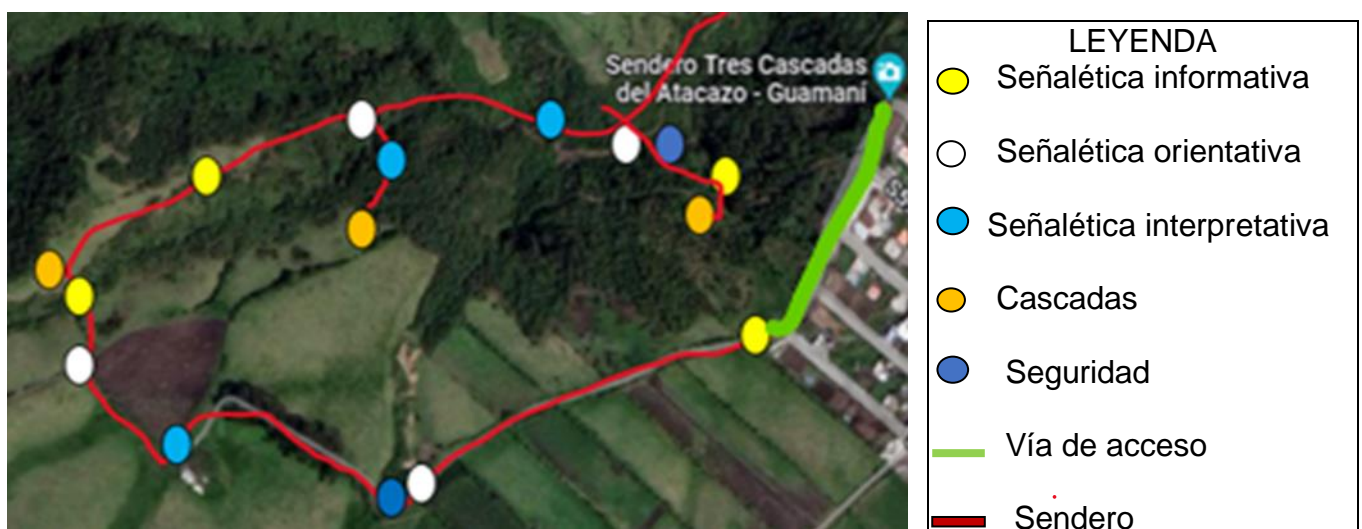 Sendero Tres Cascadas
del Atacazo - Guamaní
LEYENDA
Señalética informativa
Señalética orientativa
Señalética interpretativa
Cascadas
Seguridad
Vía de acceso
Sendero